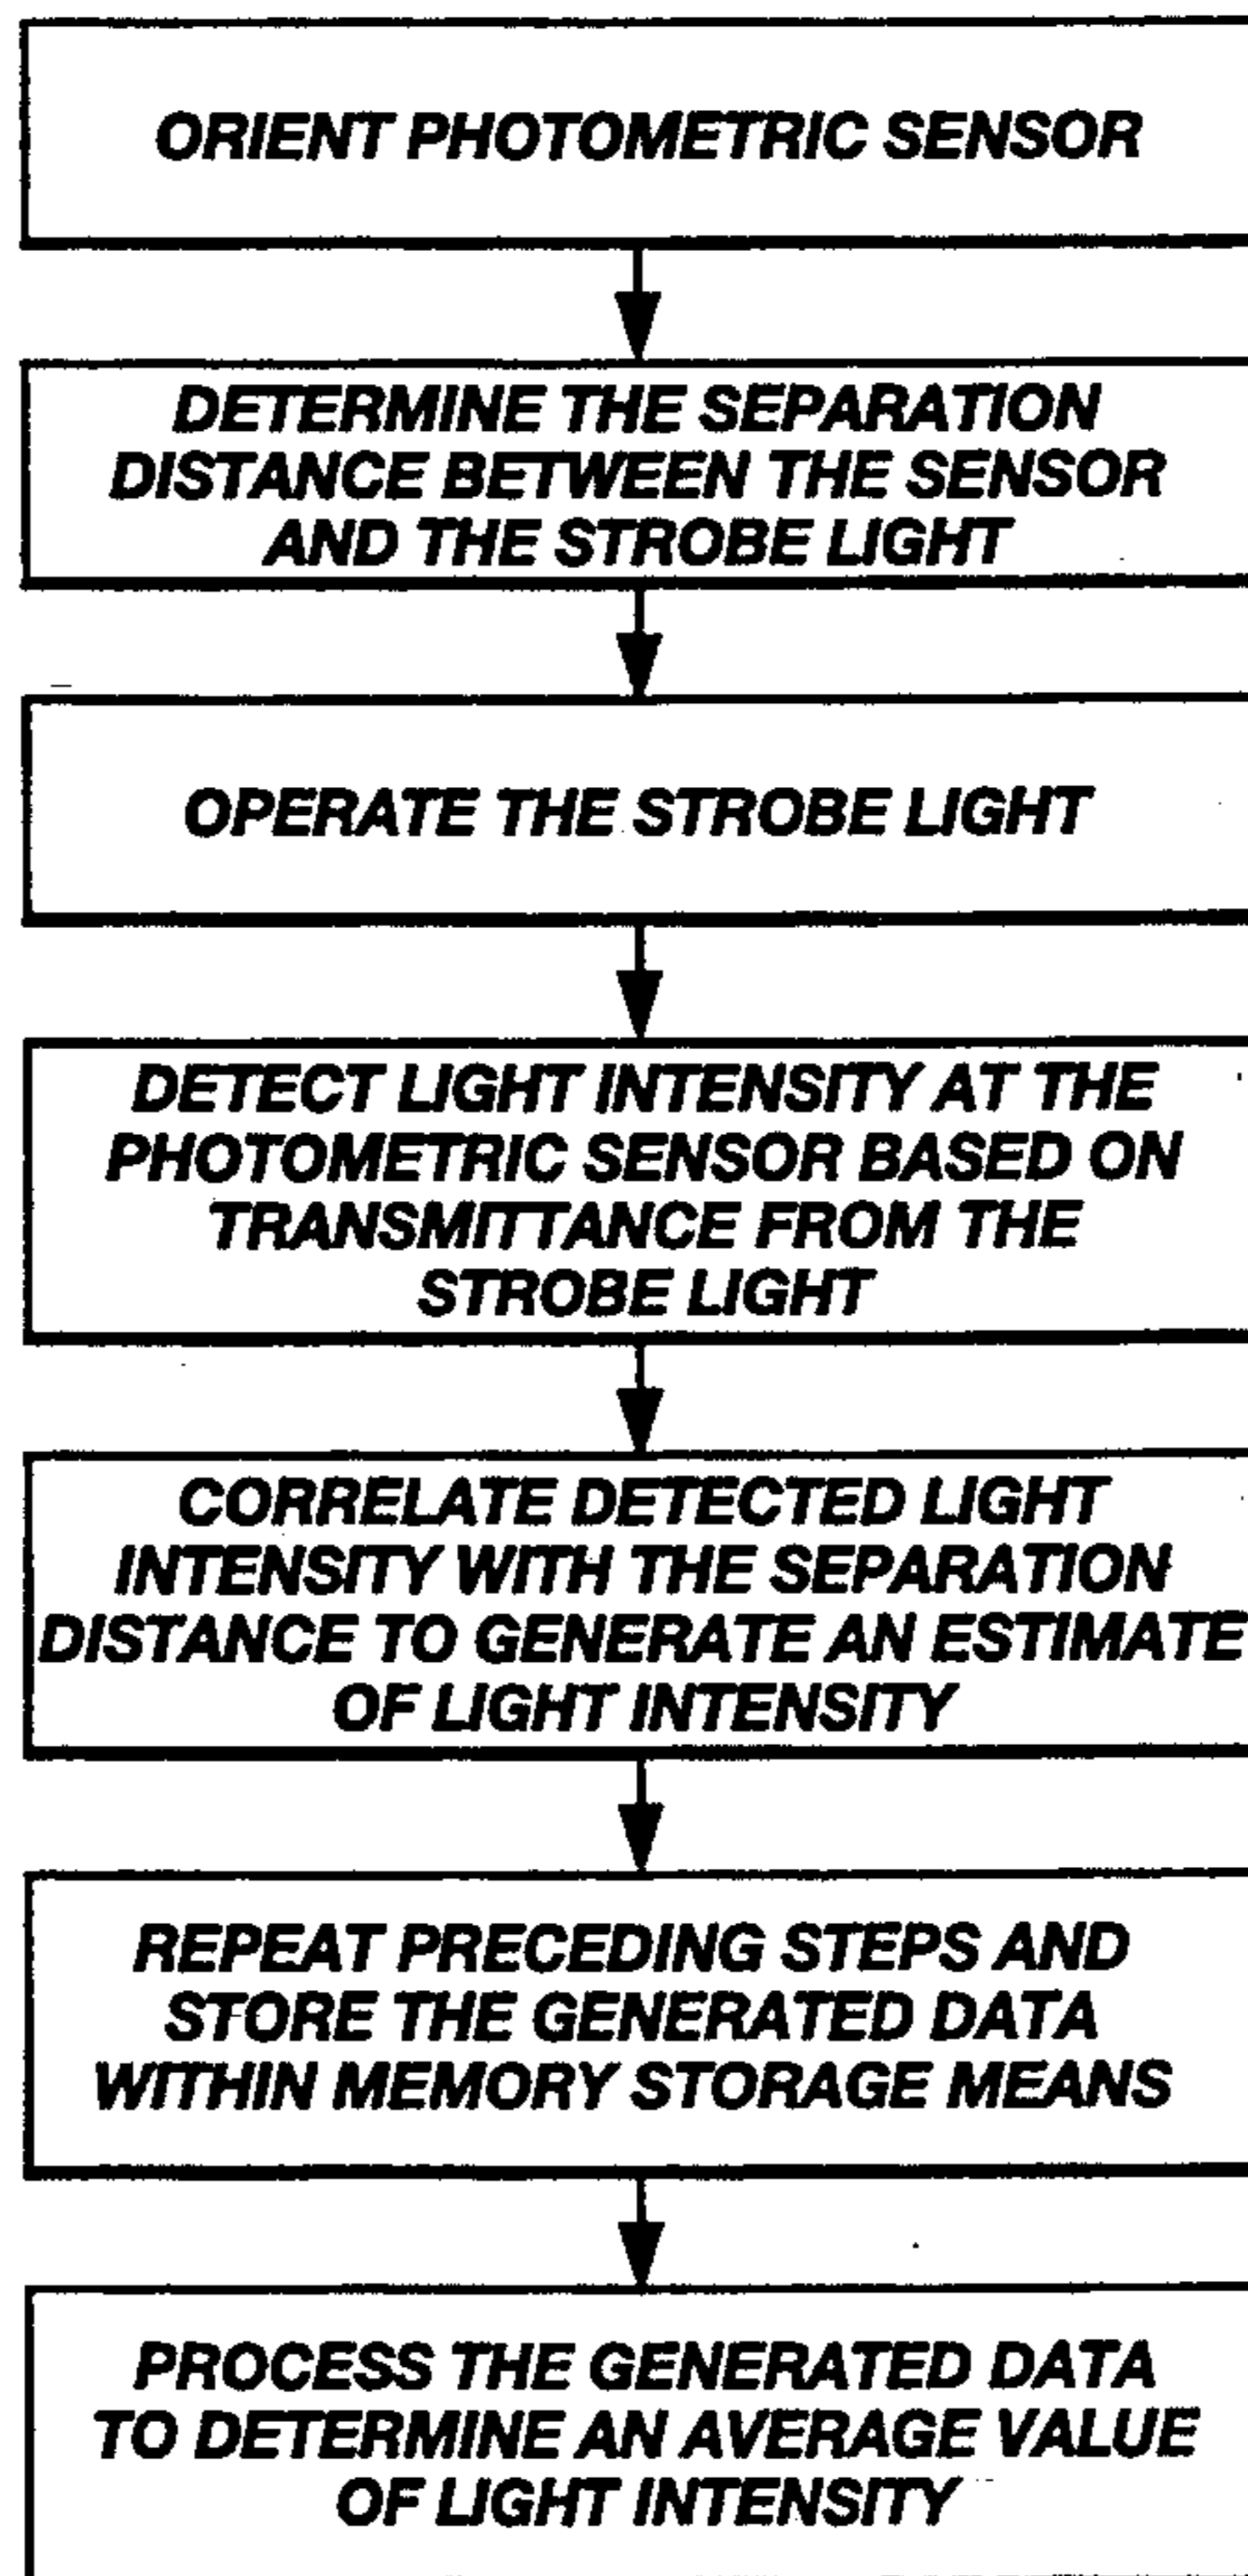 ORIENT PHOTOMETRIC SENSOR
DETERMINE THE SEPARATION
DISTANCE BETWEEN THE SENSOR
AND THE STROBE LIGHT
OPERATE THE STROBE LIGHT
DETECT LIGHT INTENSITY AT THE
PHOTOMETRIC SENSOR BASED ON
TRANSMITTANCE FROM THE
STROBE LIGHT
CORRELATE DETECTED LIGHT
INTENSITY WITH THE SEPARATION
DISTANCE TO GENERATE AN ESTIMATE
OF LIGHT INTENSITY
REPEAT PRECEDING STEPS AND
STORE THE GENERATED DATA
WITHIN MEMORY STORAGE MEANS
PROCESS THE GENERATED DATA
TO DETERMINE AN AVERAGE VALUE
OF LIGHT INTENSITY